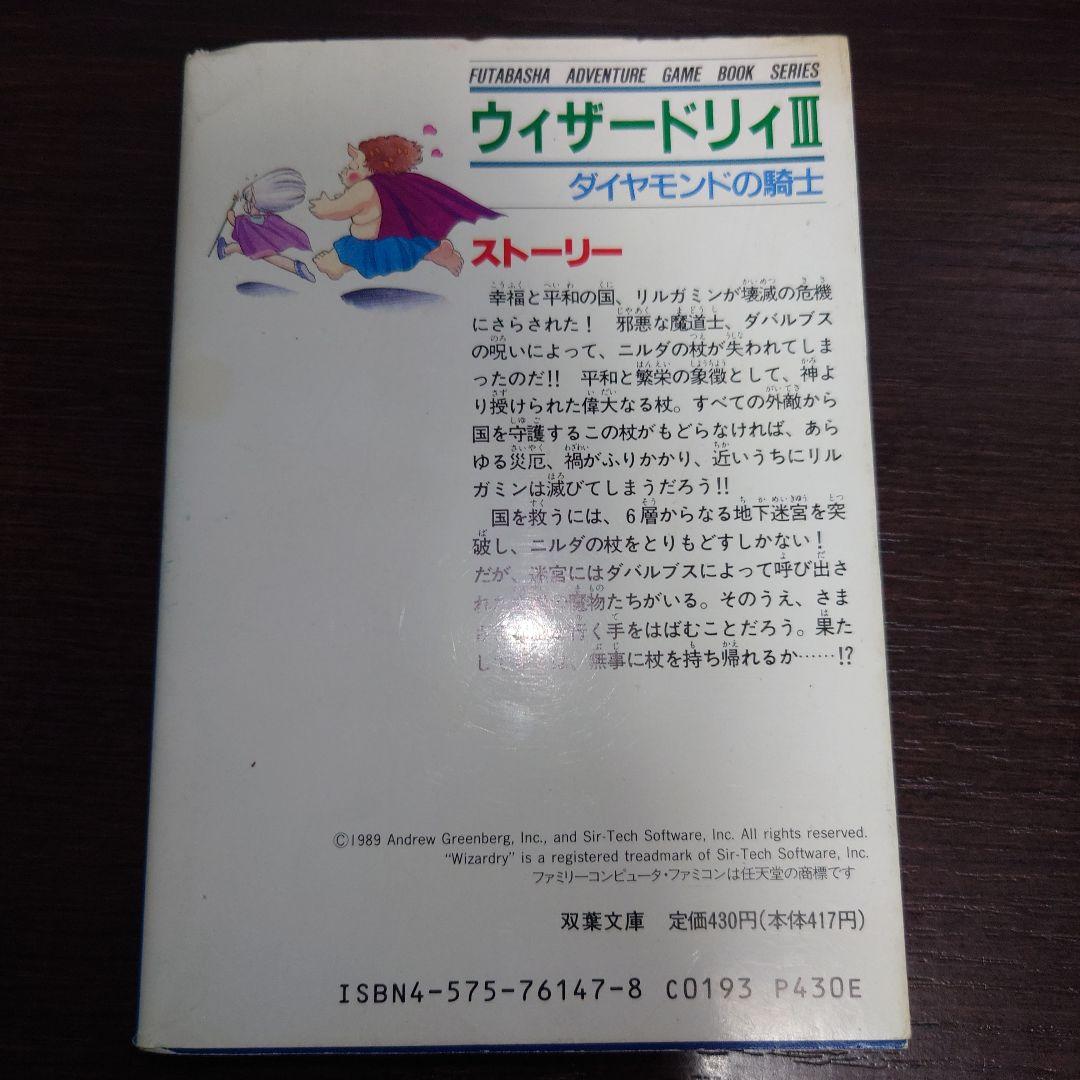 FUTABASHA ADVENTURE GAME BOOK SERIES
ウィザードリィIII
ダイヤモンドの騎士
ストーリー
幸福と平和の国、リルガミンが壊滅の危機
にさらされた！ 邪悪な魔道士、ダバルプス
の呪いによって、ニルダの杖が失われてしま
ったのだ!! 平和と繁栄の象徴として、神よ
り授けられた偉大なる杖。すべての外敵から
国を守護するこの杖がもどらなければ、あら
ゆる災厄、禍がふりかかり、近いうちにリル
ガミンは滅びてしまうだろう!!
国を救うには、6層からなる地下迷宮を突
破し、ニルダの杖をとりもどすしかない！
だが、迷宮にはダバルプスによって呼び出さ
れた 魔物たちがいる。そのうえ、さま
行く手をはばむことだろう。果た
し 無事に杖を持ち帰れるか……!?
©1989 Andrew Greenberg, Inc., and Sir-Tech Software, Inc. All rights reserved.
“Wizardry” is a registered treadmark of Sir-Tech Software, Inc.
ファミリーコンピュータ・ファミコンは任天堂の商標です
双葉文庫 定価430円(本体417円)
ISBN4-575-76147-8 C0193 P430E